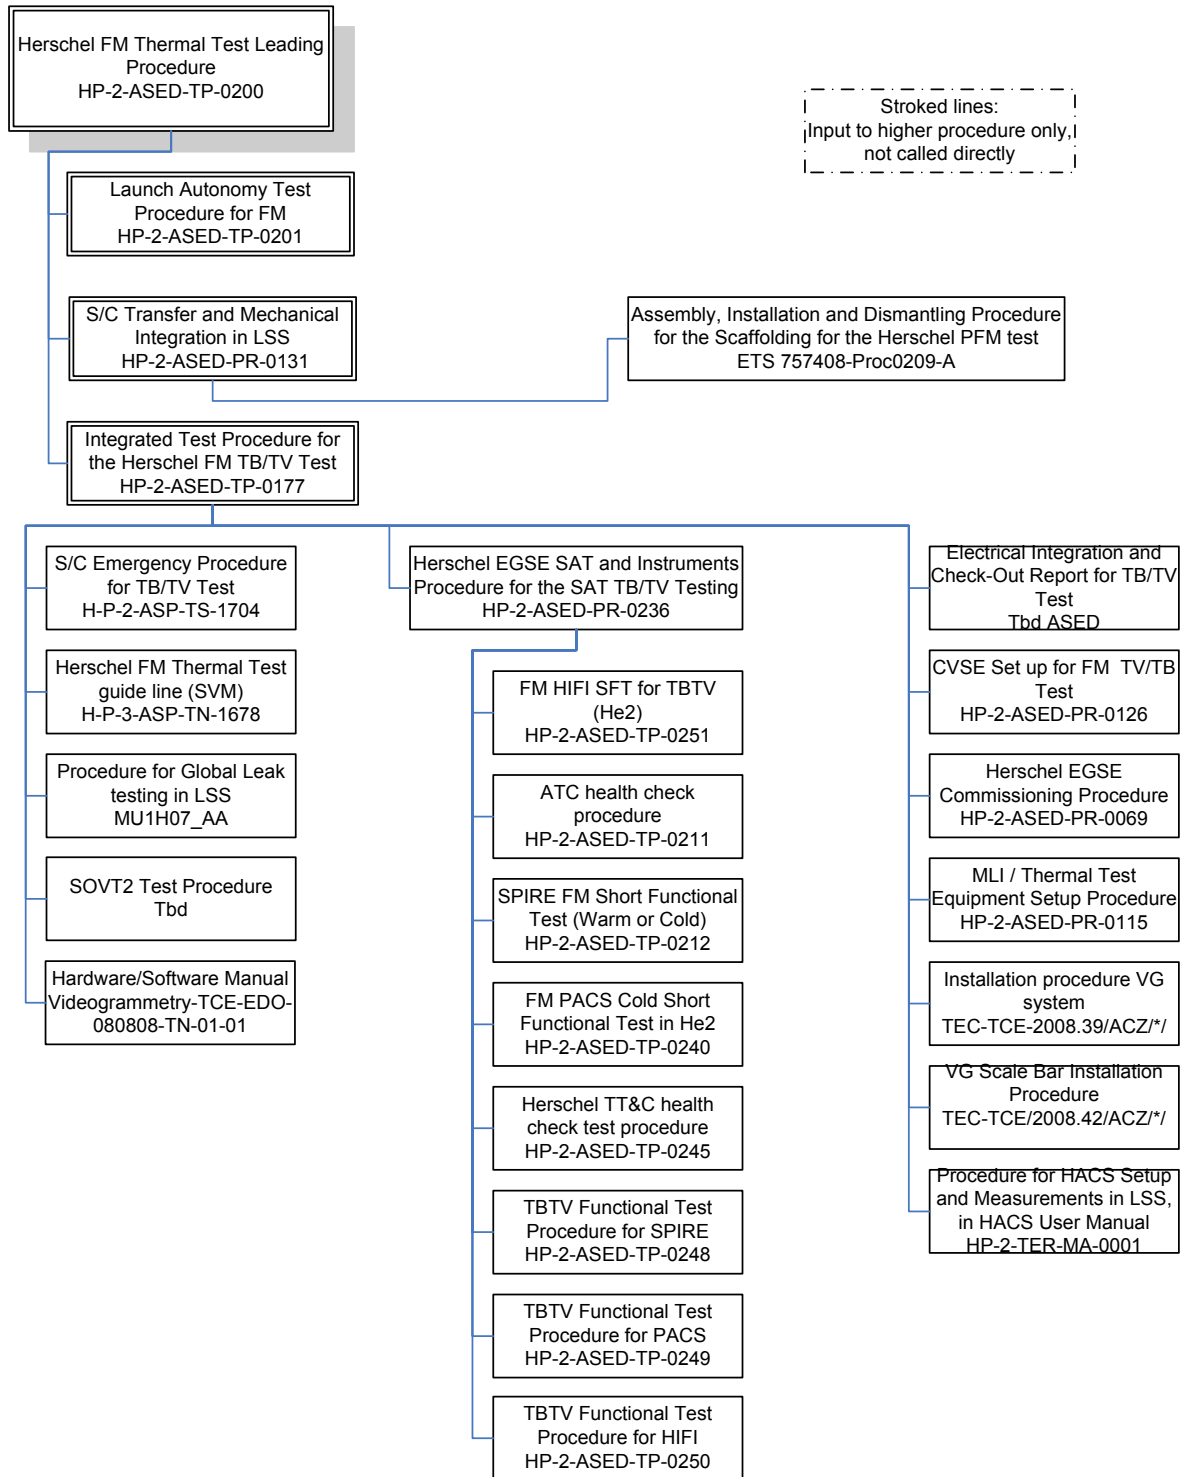 Herschel FM Thermal Test Leading
Procedure
HP-2-ASED-TP-0200
Stroked lines:
Input to higher procedure only,
not called directly
Launch Autonomy Test
Procedure for FM
HP-2-ASED-TP-0201
S/C Transfer and Mechanical
Integration in LSS
HP-2-ASED-PR-0131
Assembly, Installation and Dismantling Procedure
for the Scaffolding for the Herschel PFM test
ETS 757408-Proc0209-A
Integrated Test Procedure for
the Herschel FM TB/TV Test
HP-2-ASED-TP-0177
S/C Emergency Procedure
for TB/TV Test
H-P-2-ASP-TS-1704
Herschel FM Thermal Test
guide line (SVM)
H-P-3-ASP-TN-1678
Procedure for Global Leak
testing in LSS
MU1H07_AA
SOVT2 Test Procedure
Tbd
Hardware/Software Manual
Videogrammetry-TCE-EDO-
080808-TN-01-01
Herschel EGSE SAT and Instruments
Procedure for the SAT TB/TV Testing
HP-2-ASED-PR-0236
FM HIFI SFT for TBTV
(He2)
HP-2-ASED-TP-0251
ATC health check
procedure
HP-2-ASED-TP-0211
SPIRE FM Short Functional
Test (Warm or Cold)
HP-2-ASED-TP-0212
FM PACS Cold Short
Functional Test in He2
HP-2-ASED-TP-0240
Herschel TT&C health
check test procedure
HP-2-ASED-TP-0245
TBTV Functional Test
Procedure for SPIRE
HP-2-ASED-TP-0248
TBTV Functional Test
Procedure for PACS
HP-2-ASED-TP-0249
TBTV Functional Test
Procedure for HIFI
HP-2-ASED-TP-0250
Electrical Integration and
Check-Out Report for TB/TV
Test
Tbd ASED
CVSE Set up for FM  TV/TB
Test
HP-2-ASED-PR-0126
Herschel EGSE
Commissioning Procedure
HP-2-ASED-PR-0069
MLI / Thermal Test
Equipment Setup Procedure
HP-2-ASED-PR-0115
Installation procedure VG
system
TEC-TCE-2008.39/ACZ/*/
VG Scale Bar Installation
Procedure
TEC-TCE/2008.42/ACZ/*/
Procedure for HACS Setup
and Measurements in LSS,
in HACS User Manual
HP-2-TER-MA-0001